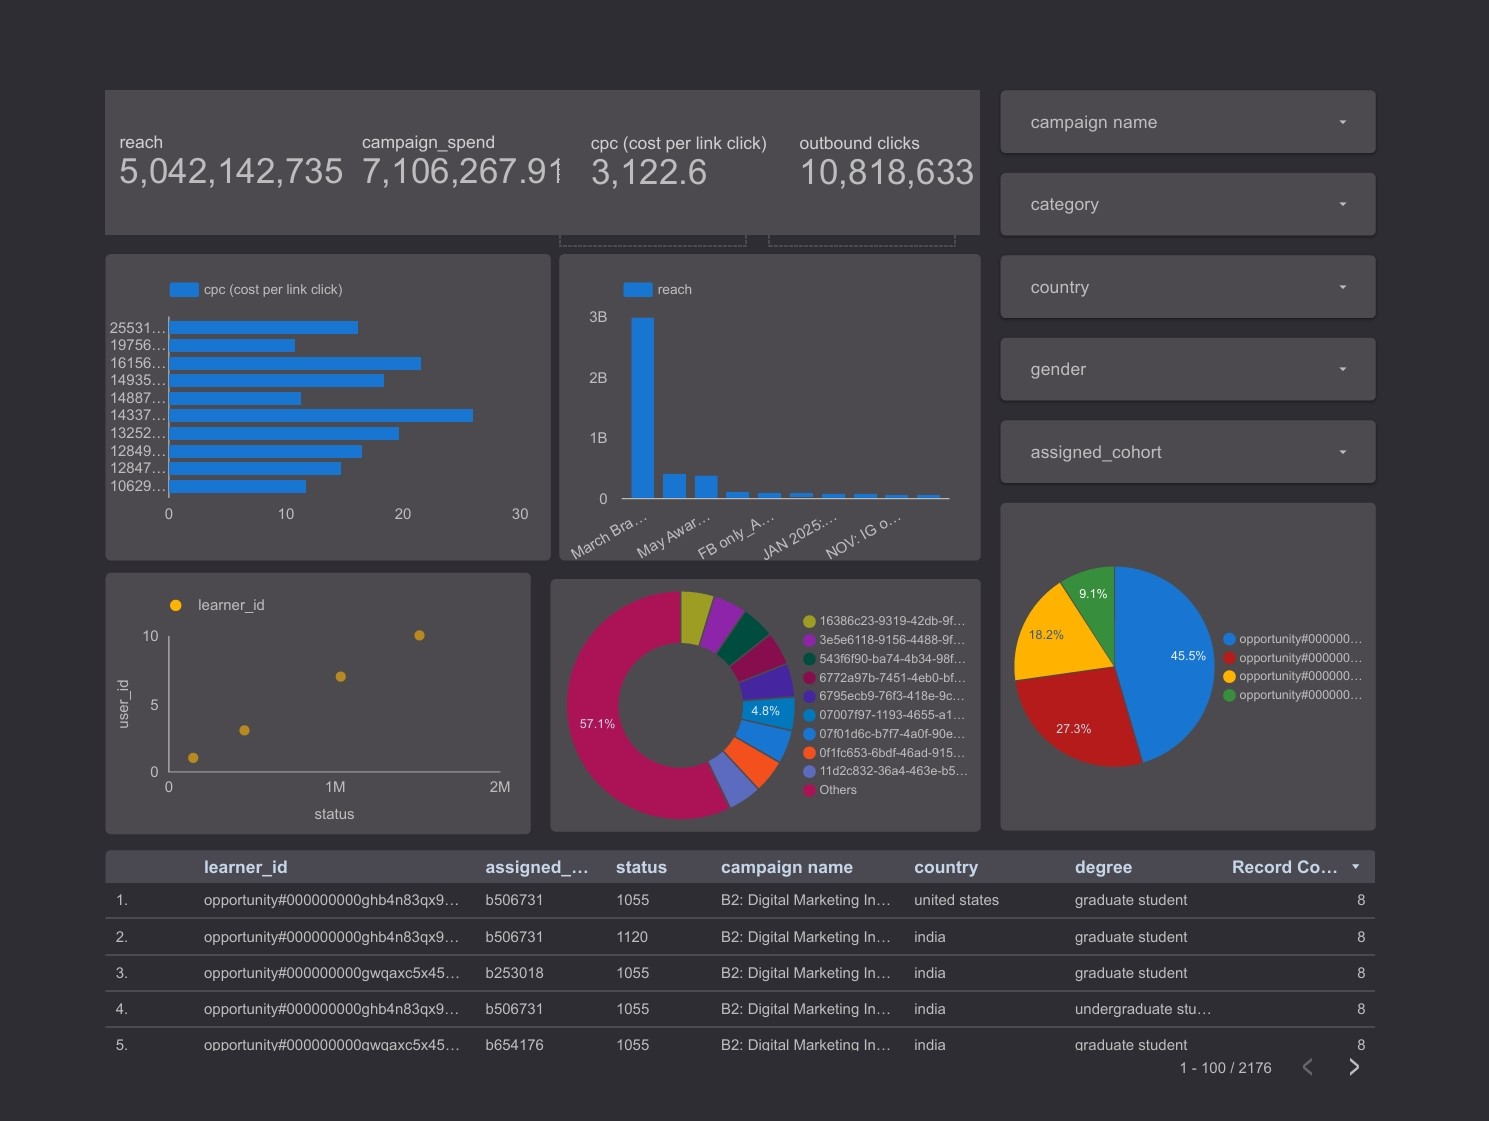 reach
5,042,142,735
campaign_spend
7,106,267.91
cpc (cost per link click)
3,122.6
outbound clicks
10,818,633
campaign name
category
country
gender
assigned_cohort
cpc (cost per link click)
25531…
19756…
16156…
14935…
14887…
14337…
13252…
12849…
12847…
10629…
0 10 20 30
reach
3B
2B
1B
0
March Bra…
May Awar…
FB only_A…
JAN 2025:…
NOV: IG o…
learner_id
10
5
0
user_id
0 1M 2M
status
57.1%
4.8%
16386c23-9319-42db-9f…
3e5e6118-9156-4488-9f…
543f6f90-ba74-4b34-98f…
6772a97b-7451-4eb0-bf…
6795ecb9-76f3-418e-9c…
07007f97-1193-4655-a1…
07f01d6c-b7f7-4a0f-90e…
0f1fc653-6bdf-46ad-915…
11d2c832-36a4-463e-b5…
Others
9.1%
18.2%
45.5%
27.3%
opportunity#000000…
opportunity#000000…
opportunity#000000…
opportunity#000000…
learner_id assigned_… status campaign name country degree Record Co…
1. opportunity#000000000ghb4n83qx9… b506731 1055 B2: Digital Marketing In… united states graduate student 8
2. opportunity#000000000ghb4n83qx9… b506731 1120 B2: Digital Marketing In… india graduate student 8
3. opportunity#000000000gwqaxc5x45… b253018 1055 B2: Digital Marketing In… india graduate student 8
4. opportunity#000000000ghb4n83qx9… b506731 1055 B2: Digital Marketing In… india undergraduate stu… 8
5. opportunity#000000000gwqaxc5x45… b654176 1055 B2: Digital Marketing In… india graduate student 8
1 - 100 / 2176